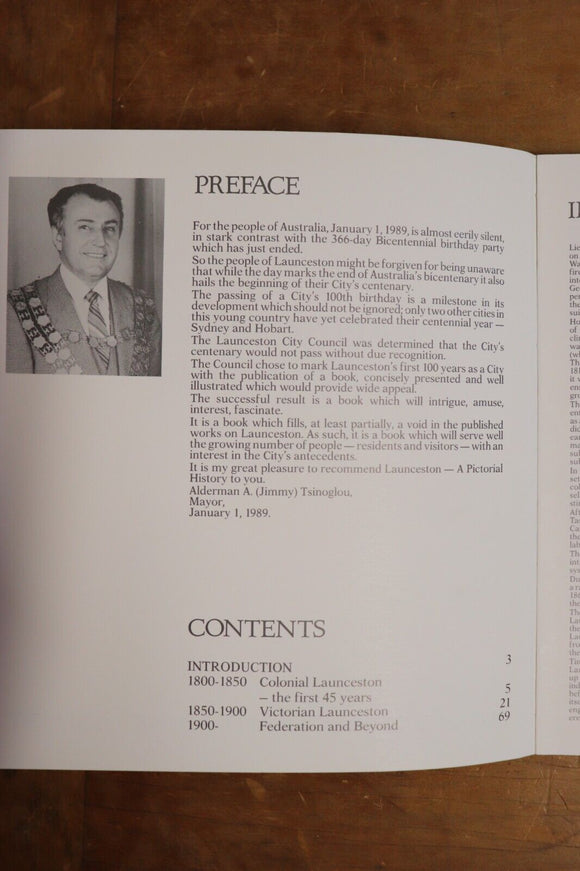 PREFACE
For the people of Australia, January 1, 1989, is almost eerily silent,
in stark contrast with the 366-day Bicentennial birthday party
which has just ended.
So the people of Launceston might be forgiven for being unaware
that while the day marks the end of Australia's bicentenary it also
hails the beginning of their City's centenary.
The passing of a City's 100th birthday is a milestone in its
development which should not be ignored; only two other cities in
this young country have yet celebrated their centennial year —
Sydney and Hobart.
The Launceston City Council was determined that the City's
centenary would not pass without due recognition.
The Council chose to mark Launceston's first 100 years as a City
with the publication of a book, concisely presented and well
illustrated which would provide wide appeal.
The successful result is a book which will intrigue, amuse,
interest, fascinate.
It is a book which fills, at least partially, a void in the published
works on Launceston. As such, it is a book which will serve well
the growing number of people — residents and visitors — with an
interest in the City's antecedents.
It is my great pleasure to recommend Launceston — A Pictorial
History to you.
Alderman A. (Jimmy) Tsinoglou,
Mayor,
January 1, 1989.
CONTENTS
INTRODUCTION 3
1800-1850 Colonial Launceston
– the first 45 years 5
1850-1900 Victorian Launceston 21
1900- Federation and Beyond 69